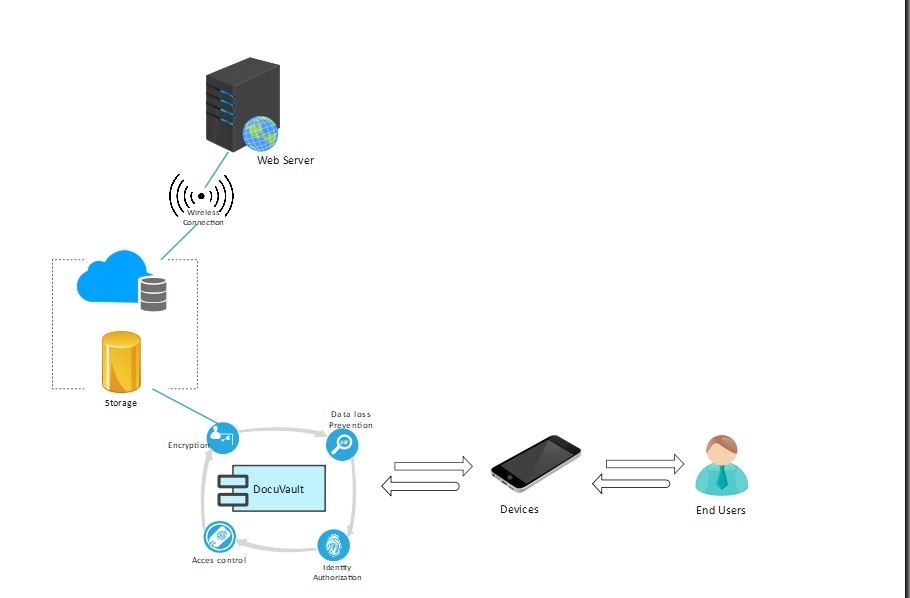 Web Server
Wireless
Connection
Storage
Data loss
Prevention
Encryption
DocuVault
Devices
End Users
Acces control
Identity
Authorization